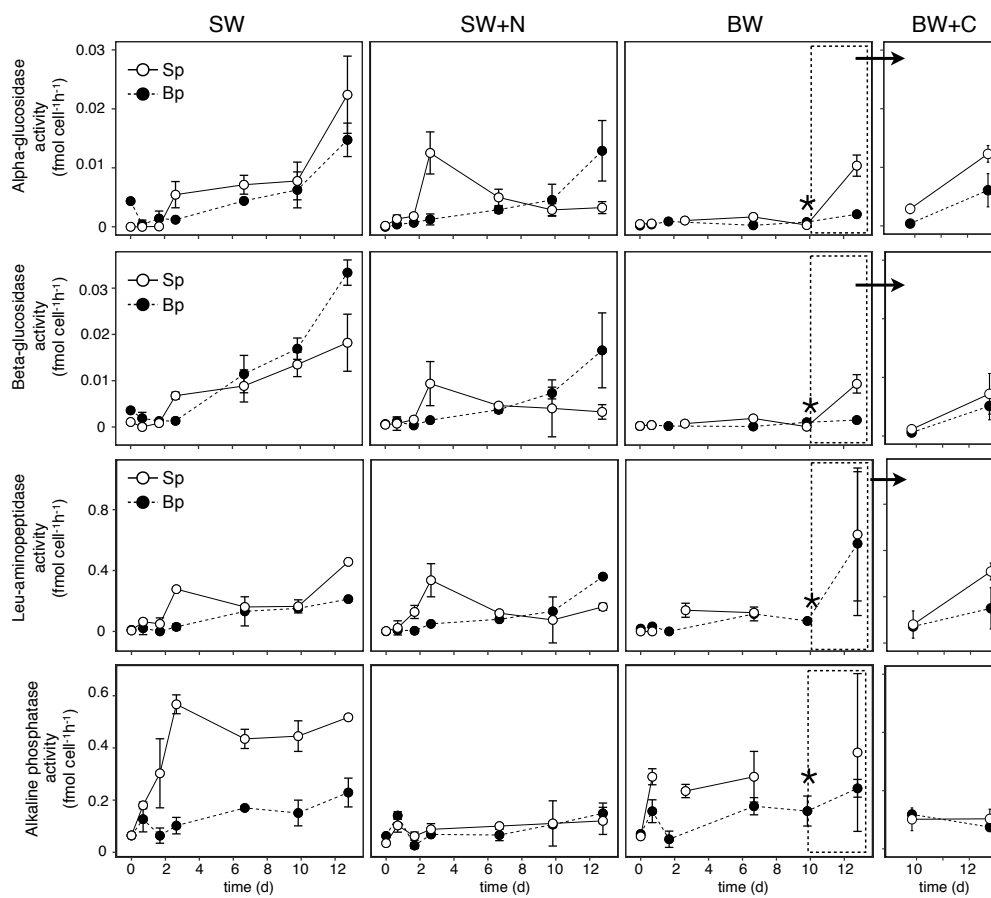 SW SW+N BW BW+C
Alpha-glucosidase
activity
(fmol cell-1h-1)
0.03
0.02
0.01
0
Sp
Bp
Beta-glucosidase
activity
(fmol cell-1h-1)
0.03
0.02
0.01
0
Sp
Bp
Leu-aminopeptidase
activity
(fmol cell-1h-1)
0.8
0.4
0
Sp
Bp
Alkaline phosphatase
activity
(fmol cell-1h-1)
0.6
0.4
0.2
0
0 2 4 6 8 10 12
time (d)
0 2 4 6 8 10 12
time (d)
0 2 4 6 8 10 12
time (d)
10 12
time (d)